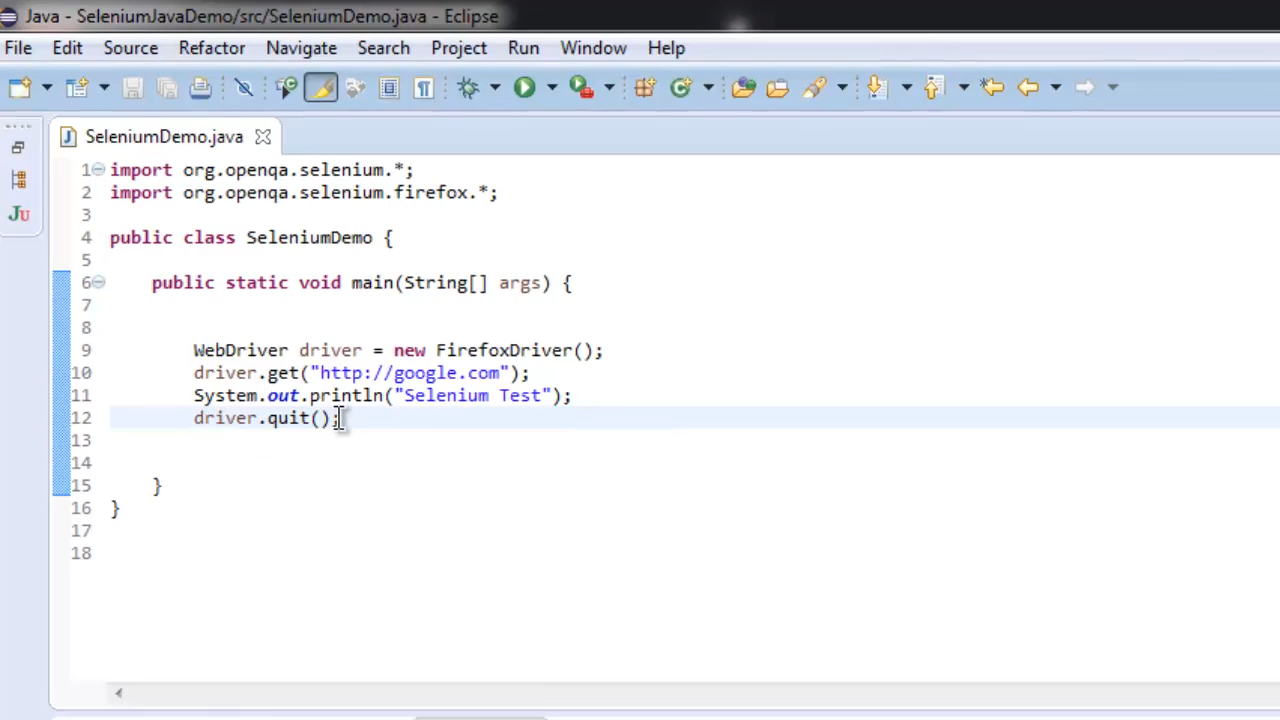 Java - SeleniumJavaDemo/src/SeleniumDemo.java - Eclipse
File Edit Source Refactor Navigate Search Project Run Window Help
SeleniumDemo.java
Ju
1 import org.openqa.selenium.*;
2 import org.openqa.selenium.firefox.*;
3
4 public class SeleniumDemo {
5
6 public static void main(String[] args) {
7
8
9 WebDriver driver = new FirefoxDriver();
10 driver.get("http://google.com");
11 System.out.println("Selenium Test");
12 driver.quit();
13
14
15 }
16 }
17
18